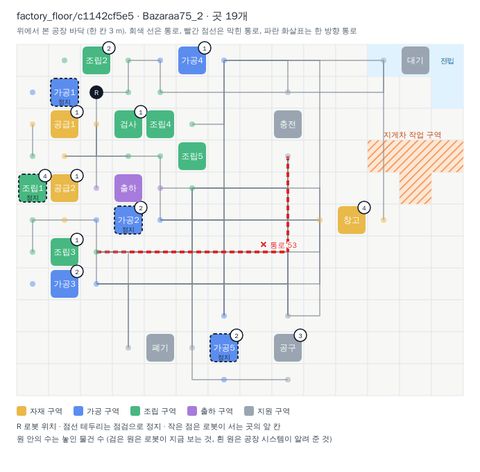 factory_floor/c1142cf5e5 · Bazaraa75_2 · 곳 19개
위에서 본 공장 바닥 (한 칸 3 m). 회색 선은 통로, 빨간 선은 막힌 통로, 파란 화살표는 한 방향 통로
조립2 2
가공4 1
대기
진입
가공1
정지
R
공급1 1
검사 1
조립4
충전
지게차 작업 구역
조립5
조립1 4
정지
공급2 1
출하
가공2 2
정지
창고 4
조립3 1
✕ 통로 53
가공3 2
폐기
가공5 2
정지
공구 3
자재 구역 가공 구역 조립 구역 출하 구역 지원 구역
R 로봇 위치 · 점선 테두리는 점검으로 정지 · 작은 점은 로봇이 서는 곳의 앞 칸
원 안의 수는 놓인 물건 수 (검은 원은 로봇이 지금 보는 것, 흰 원은 공장 시스템이 알려 준 것)